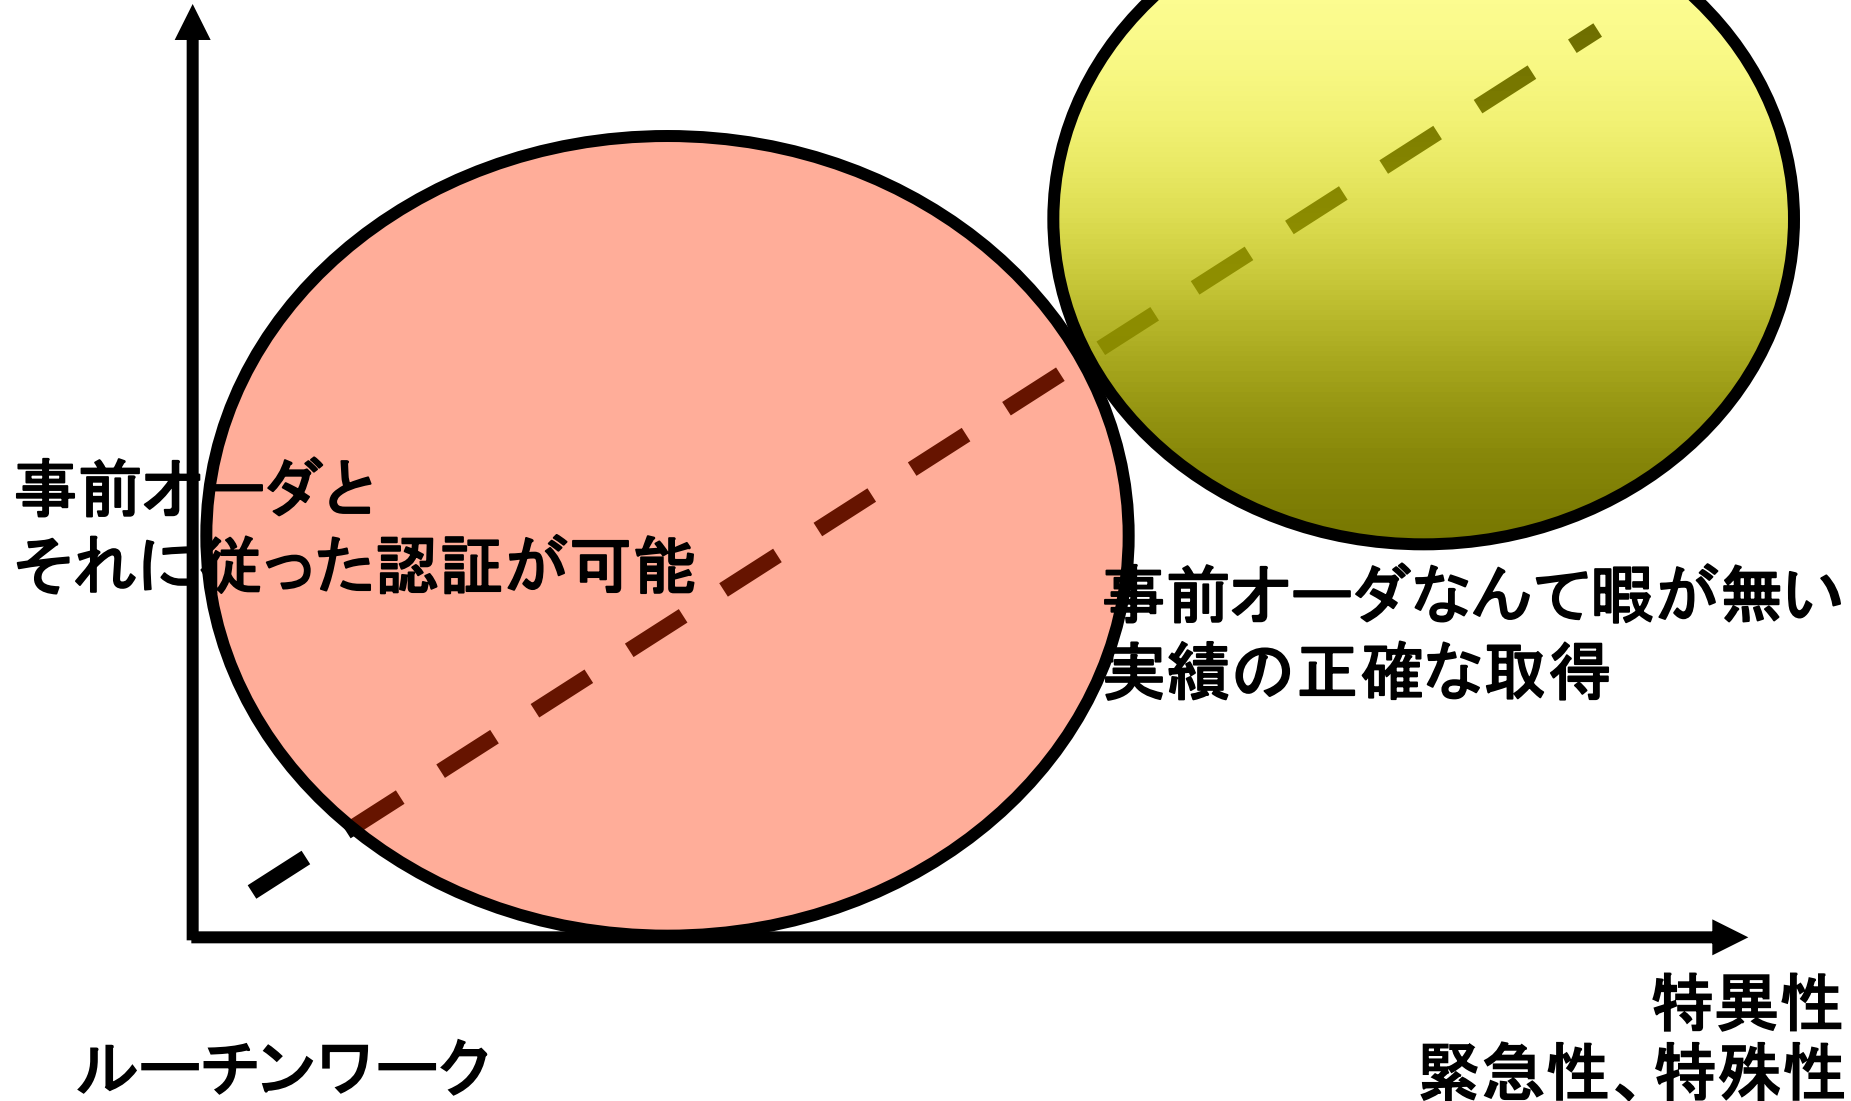 事前オーダと
それに従った認証が可能
事前オーダなんて暇が無い
実績の正確な取得
特異性
ルーチンワーク
緊急性、特殊性